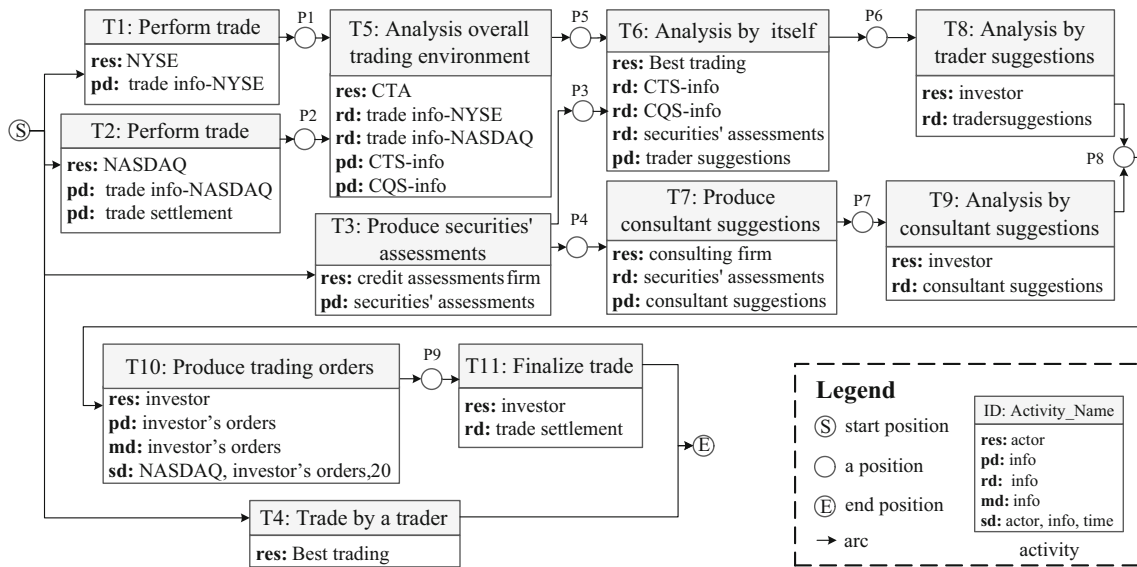 T1: Perform trade
res: NYSE
pd: trade info-NYSE
P1
T5: Analysis overall
trading environment
res: CTA
rd: trade info-NYSE
rd: trade info-NASDAQ
pd: CTS-info
pd: CQS-info
P5
T6: Analysis by itself
res: Best trading
rd: CTS-info
rd: CQS-info
rd: securities' assessments
pd: trader suggestions
P6
T8: Analysis by
trader suggestions
res: investor
rd: tradersuggestions
S
T2: Perform trade
res: NASDAQ
pd: trade info-NASDAQ
pd: trade settlement
P2
P3
P8
T3: Produce securities'
assessments
res: credit assessments firm
pd: securities' assessments
P4
T7: Produce
consultant suggestions
res: consulting firm
rd: securities' assessments
pd: consultant suggestions
P7
T9: Analysis by
consultant suggestions
res: investor
rd: consultant suggestions
T10: Produce trading orders
res: investor
pd: investor's orders
md: investor's orders
sd: NASDAQ, investor's orders,20
P9
T11: Finalize trade
res: investor
rd: trade settlement
E
T4: Trade by a trader
res: Best trading
Legend
S start position
a position
E end position
arc
ID: Activity_Name
res: actor
pd: info
rd: info
md: info
sd: actor, info, time
activity